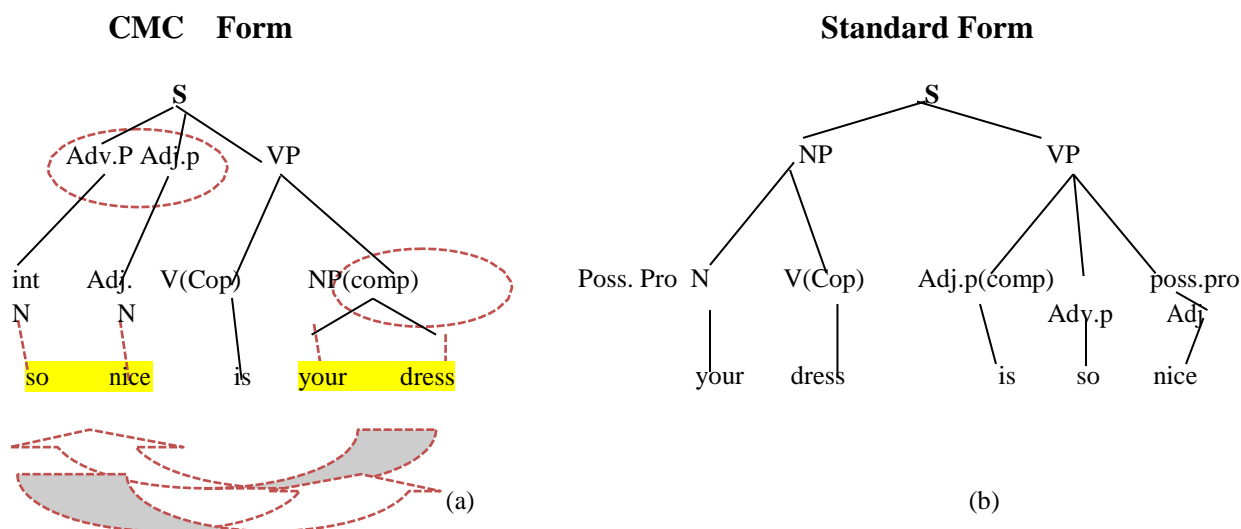 CMC Form Standard Form
S S
Adv.P Adj.p VP NP VP
int Adj. V(Cop) NP(comp) Poss. Pro N V(Cop) Adj.p(comp) poss.pro
N N Adv.p Adj
so nice is your dress your dress is so nice
(a) (b)